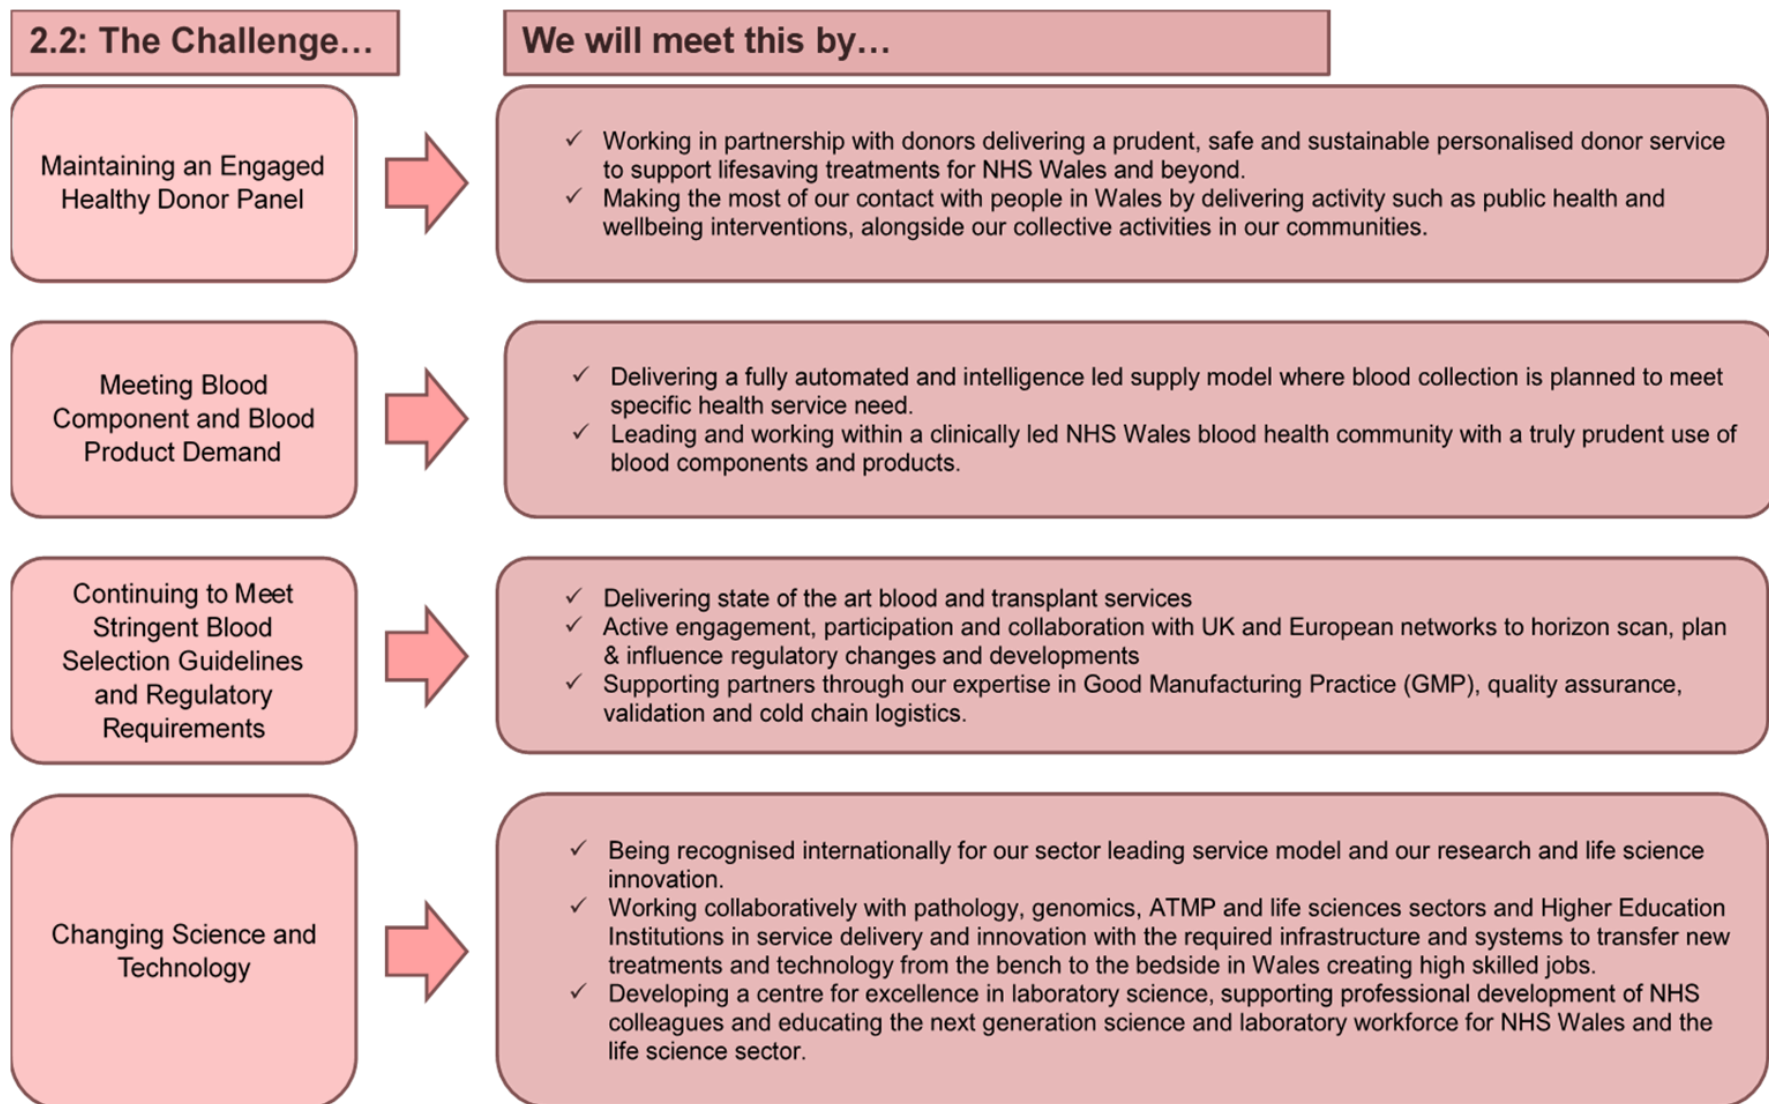 2.2: The Challenge…
We will meet this by…
Maintaining an Engaged
Healthy Donor Panel
✓ Working in partnership with donors delivering a prudent, safe and sustainable personalised donor service
to support lifesaving treatments for NHS Wales and beyond.
✓ Making the most of our contact with people in Wales by delivering activity such as public health and
wellbeing interventions, alongside our collective activities in our communities.
Meeting Blood
Component and Blood
Product Demand
✓ Delivering a fully automated and intelligence led supply model where blood collection is planned to meet
specific health service need.
✓ Leading and working within a clinically led NHS Wales blood health community with a truly prudent use of
blood components and products.
Continuing to Meet
Stringent Blood
Selection Guidelines
and Regulatory
Requirements
✓ Delivering state of the art blood and transplant services
✓ Active engagement, participation and collaboration with UK and European networks to horizon scan, plan
& influence regulatory changes and developments
✓ Supporting partners through our expertise in Good Manufacturing Practice (GMP), quality assurance,
validation and cold chain logistics.
Changing Science and
Technology
✓ Being recognised internationally for our sector leading service model and our research and life science
innovation.
✓ Working collaboratively with pathology, genomics, ATMP and life sciences sectors and Higher Education
Institutions in service delivery and innovation with the required infrastructure and systems to transfer new
treatments and technology from the bench to the bedside in Wales creating high skilled jobs.
✓ Developing a centre for excellence in laboratory science, supporting professional development of NHS
colleagues and educating the next generation science and laboratory workforce for NHS Wales and the
life science sector.